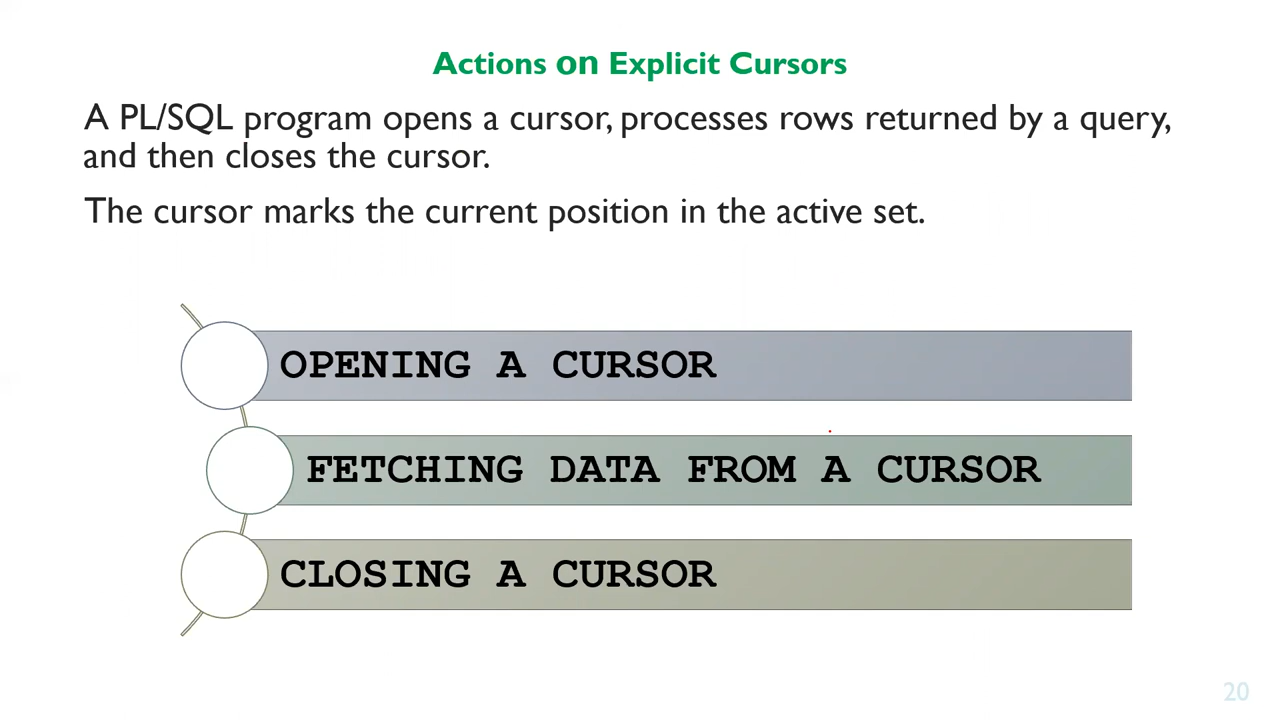 Actions on Explicit Cursors
A PL/SQL program opens a cursor, processes rows returned by a query,
and then closes the cursor.
The cursor marks the current position in the active set.
OPENING A CURSOR
FETCHING DATA FROM A CURSOR
CLOSING A CURSOR
20